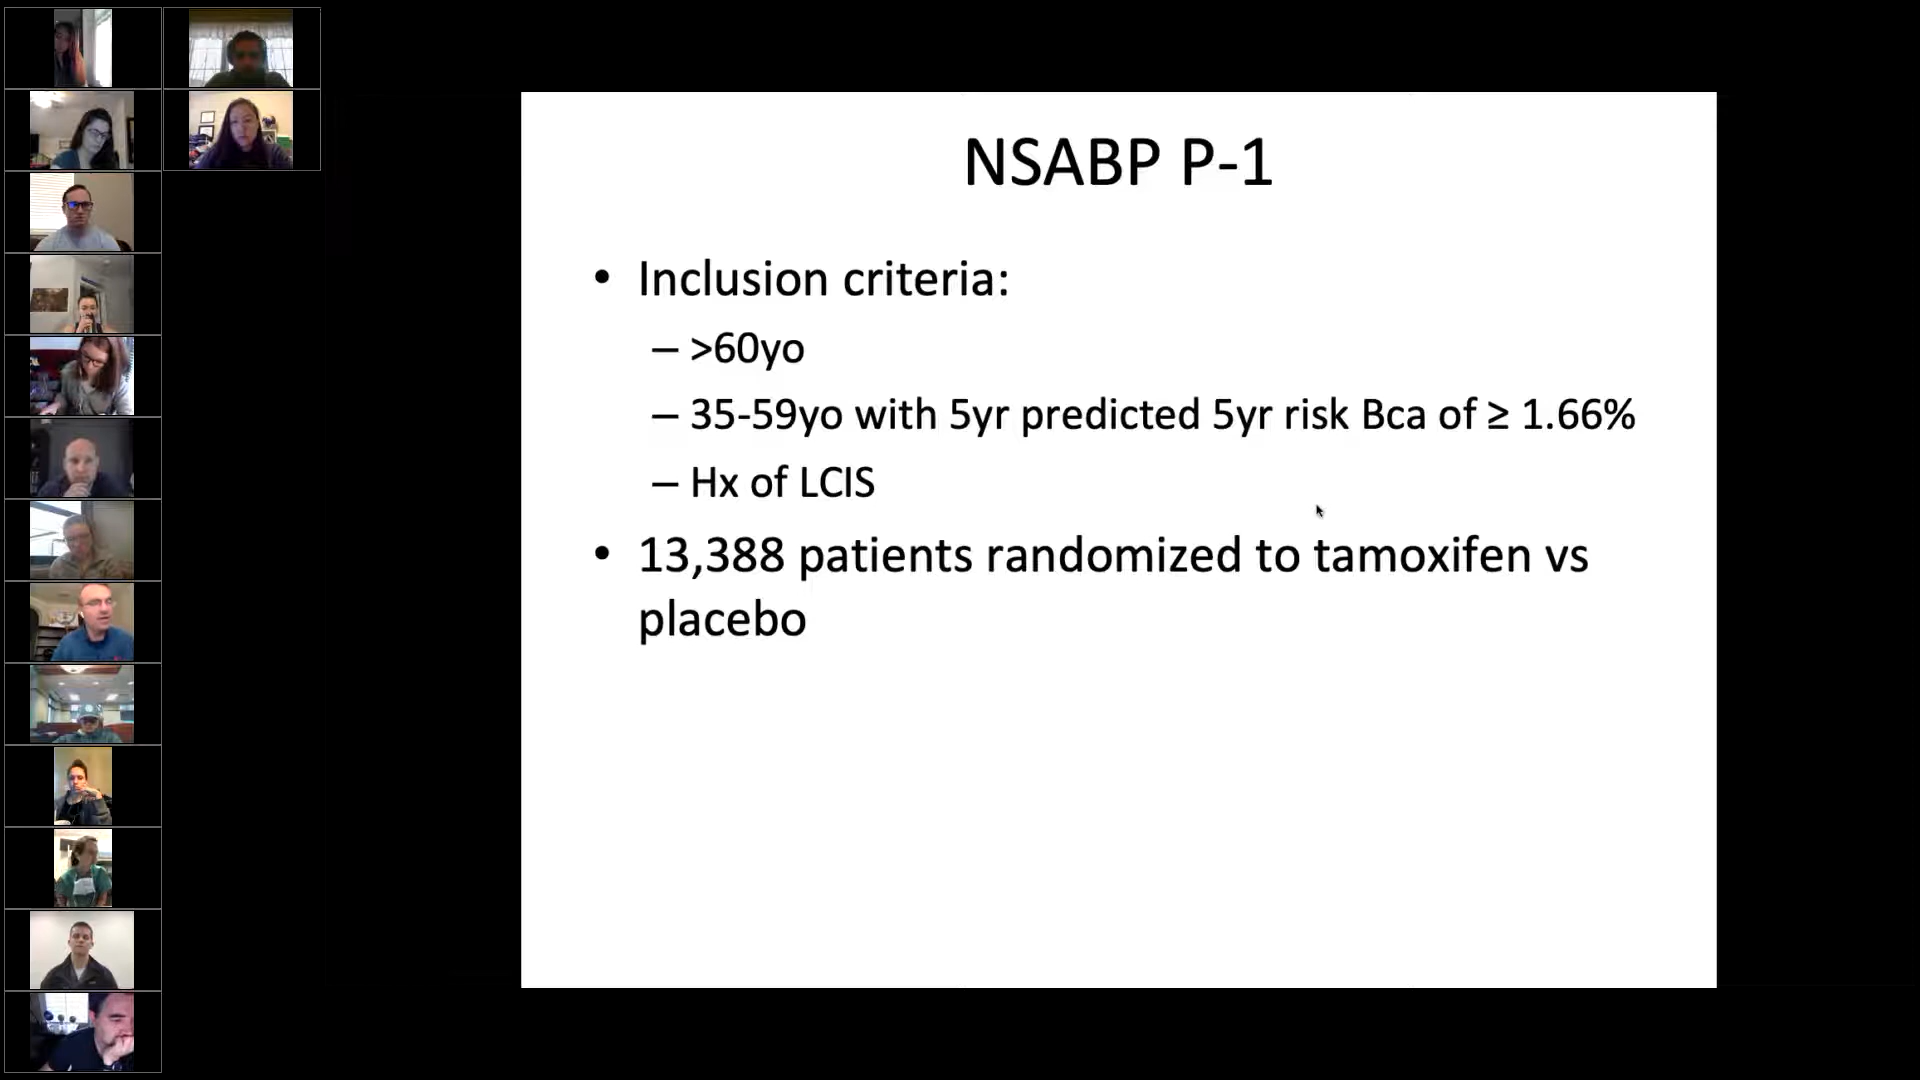 NSABP P-1
• Inclusion criteria:
– >60yo
– 35-59yo with 5yr predicted 5yr risk Bca of ≥ 1.66%
– Hx of LCIS
• 13,388 patients randomized to tamoxifen vs
placebo